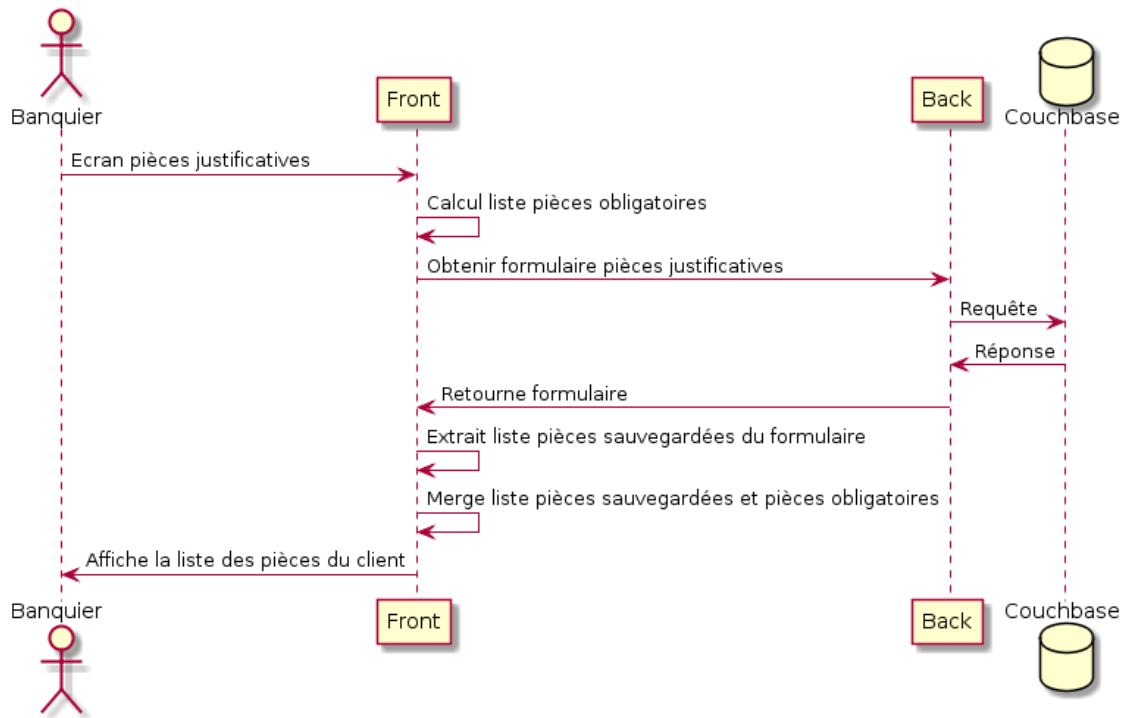 Banquier
Front
Back
Couchbase
Ecran pièces justificatives
Calcul liste pièces obligatoires
Obtenir formulaire pièces justificatives
Requête
Réponse
Retourne formulaire
Extrait liste pièces sauvegardées du formulaire
Merge liste pièces sauvegardées et pièces obligatoires
Affiche la liste des pièces du client
Banquier
Front
Back
Couchbase